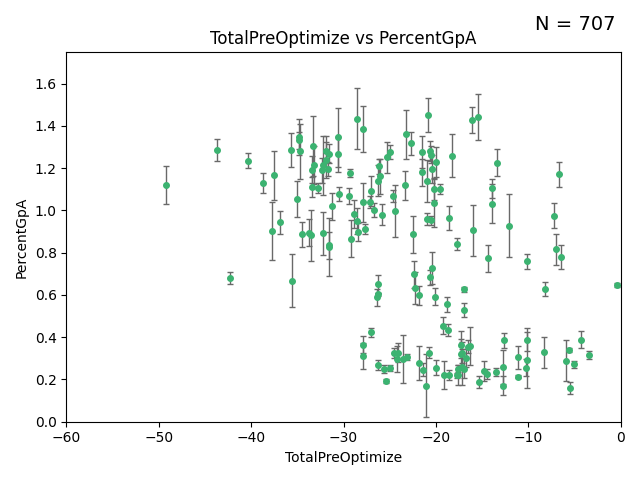 N = 707
TotalPreOptimize vs PercentGpA
PercentGpA
1.6
1.4
1.2
1.0
0.8
0.6
0.4
0.2
0.0
−60 −50 −40 −30 −20 −10 0
TotalPreOptimize